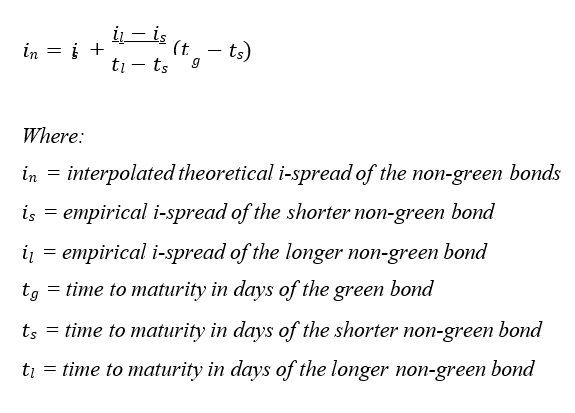 iₙ = iₛ + (iₗ − iₛ)/(tₗ − tₛ) (t_g − tₛ)
Where:
iₙ = interpolated theoretical i-spread of the non-green bonds
iₛ = empirical i-spread of the shorter non-green bond
iₗ = empirical i-spread of the longer non-green bond
t_g = time to maturity in days of the green bond
tₛ = time to maturity in days of the shorter non-green bond
tₗ = time to maturity in days of the longer non-green bond